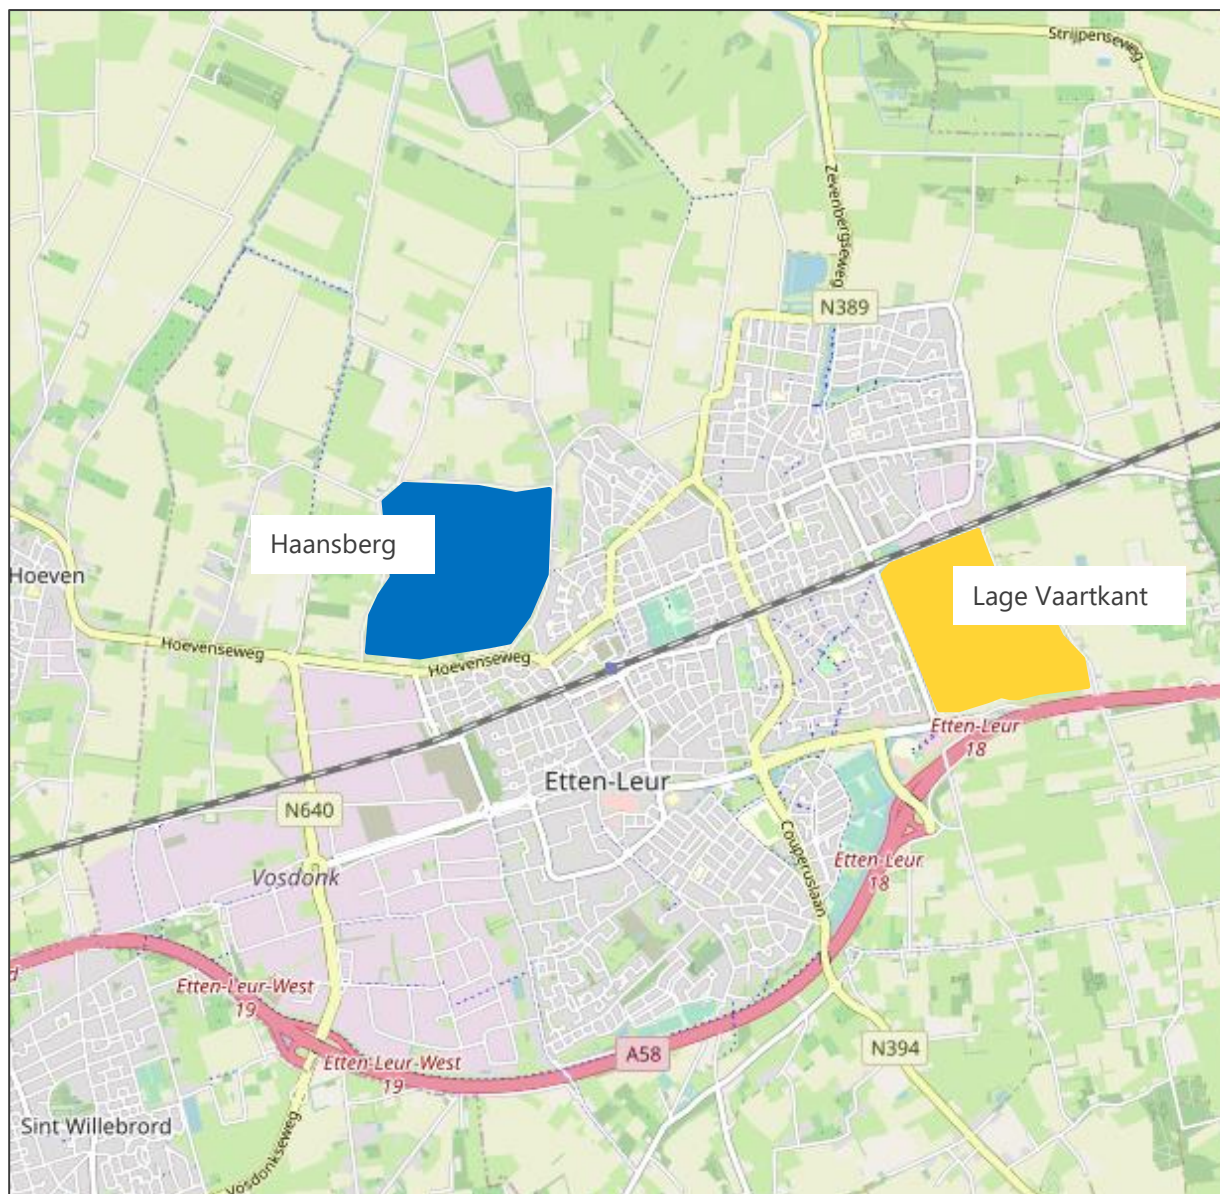 Strijpenseweg
Zevenbergseweg
N389
Haansberg
Hoeven
Lage Vaartkant
Hoevenseweg
Hoevenseweg
Etten-Leur
18
Etten-Leur
N640
Couperuslaan
Etten-Leur
18
Vosdonk
d
Etten-Leur-West
19
A58
N394
Etten-Leur-West
19
Sint Willebrord
Vosdonkseweg